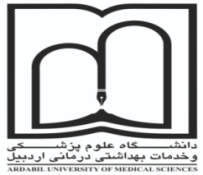 دانشگاه علوم پزشکی
وخدمات بهداشتی درمانی اردبیل
ARDABIL UNIVERSITY OF MEDICAL SCIENCES